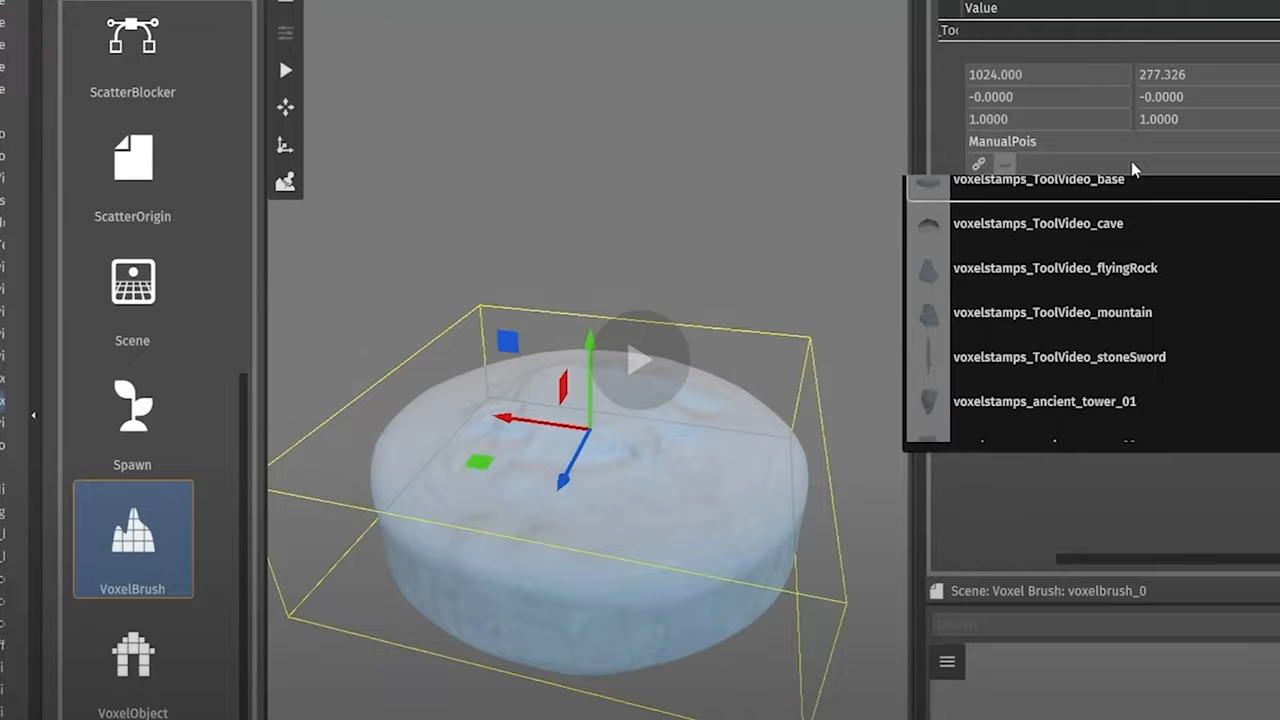 ScatterBlocker
ScatterOrigin
Scene
Spawn
VoxelBrush
VoxelObject
Value
1024.000 277.326
-0.0000 -0.0000
1.0000 1.0000
ManualPois
voxelstamps_ToolVideo_base
voxelstamps_ToolVideo_cave
voxelstamps_ToolVideo_flyingRock
voxelstamps_ToolVideo_mountain
voxelstamps_ToolVideo_stoneSword
voxelstamps_ancient_tower_01
Scene: Voxel Brush: voxelbrush_0